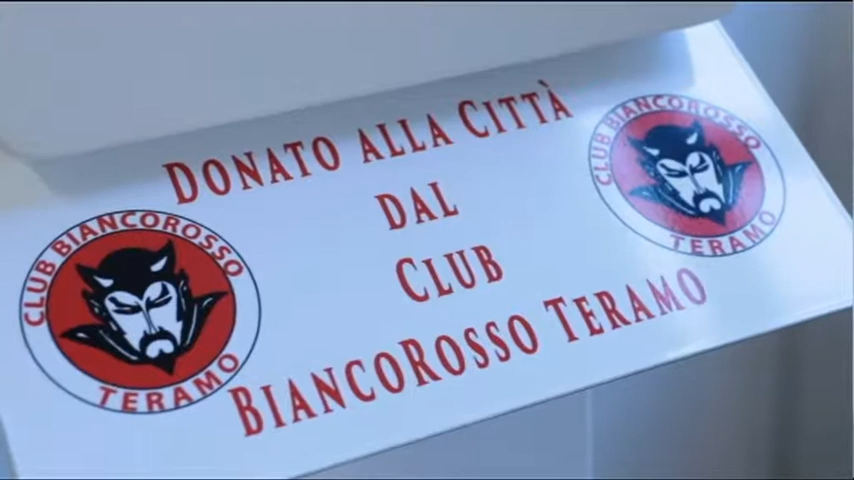 Donato alla Città
dal
Club
BiancoRosso Teramo
CLUB BIANCOROSSO
TERAMO
CLUB BIANCOROSSO
TERAMO